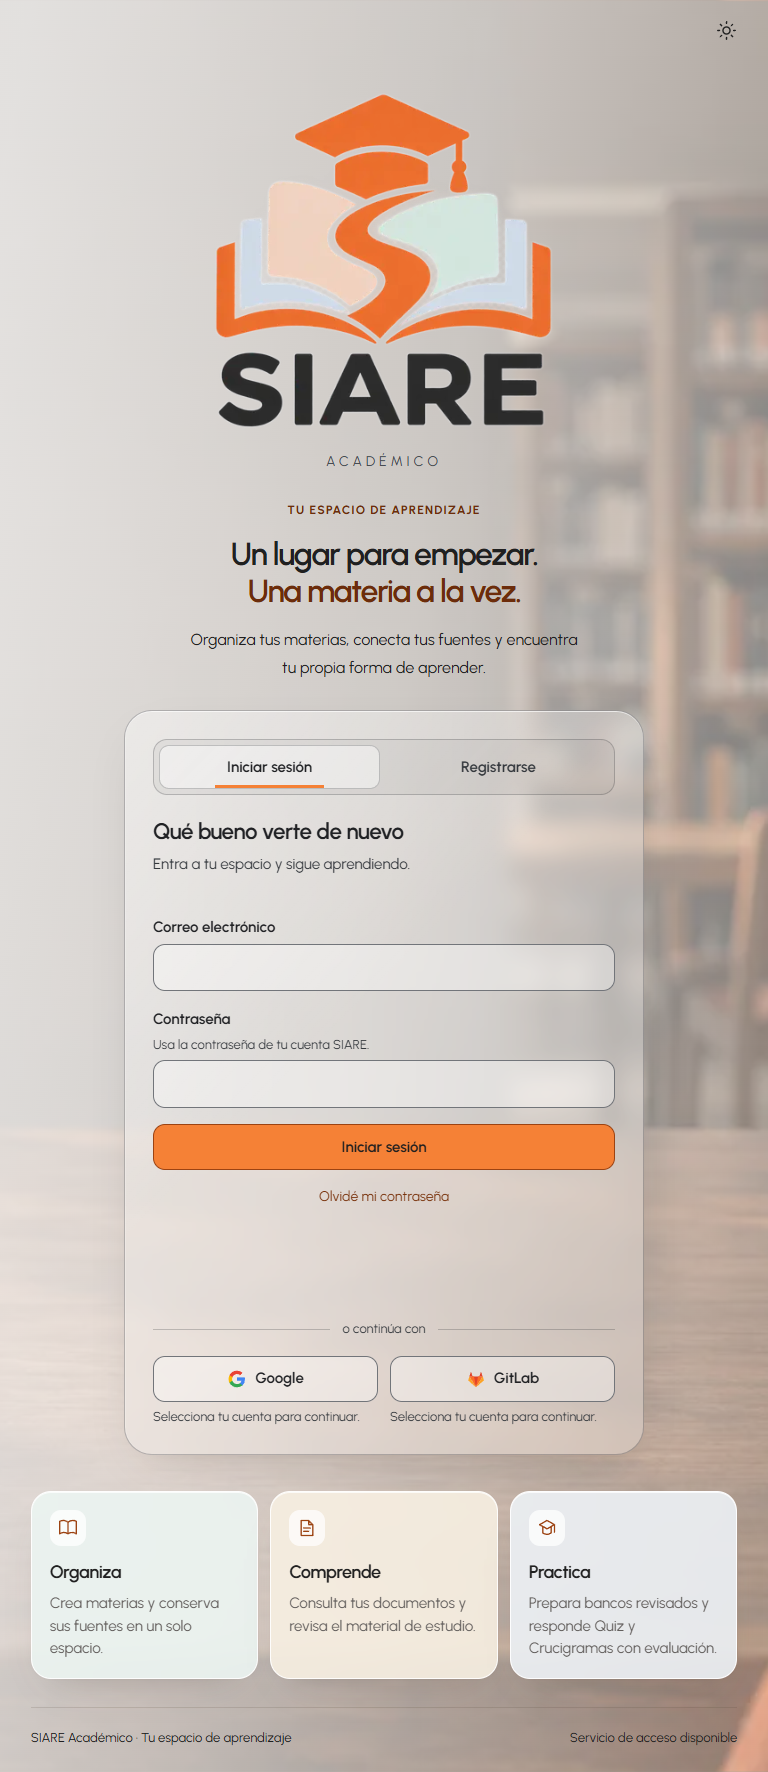 SIARE
ACADÉMICO
TU ESPACIO DE APRENDIZAJE
Un lugar para empezar.
Una materia a la vez.
Organiza tus materias, conecta tus fuentes y encuentra
tu propia forma de aprender.
Iniciar sesión
Registrarse
Qué bueno verte de nuevo
Entra a tu espacio y sigue aprendiendo.
Correo electrónico
Contraseña
Usa la contraseña de tu cuenta SIARE.
Iniciar sesión
Olvidé mi contraseña
o continúa con
Google
GitLab
Selecciona tu cuenta para continuar.
Selecciona tu cuenta para continuar.
Organiza
Crea materias y conserva
sus fuentes en un solo
espacio.
Comprende
Consulta tus documentos y
revisa el material de estudio.
Practica
Prepara bancos revisados y
responde Quiz y
Crucigramas con evaluación.
SIARE Académico · Tu espacio de aprendizaje
Servicio de acceso disponible